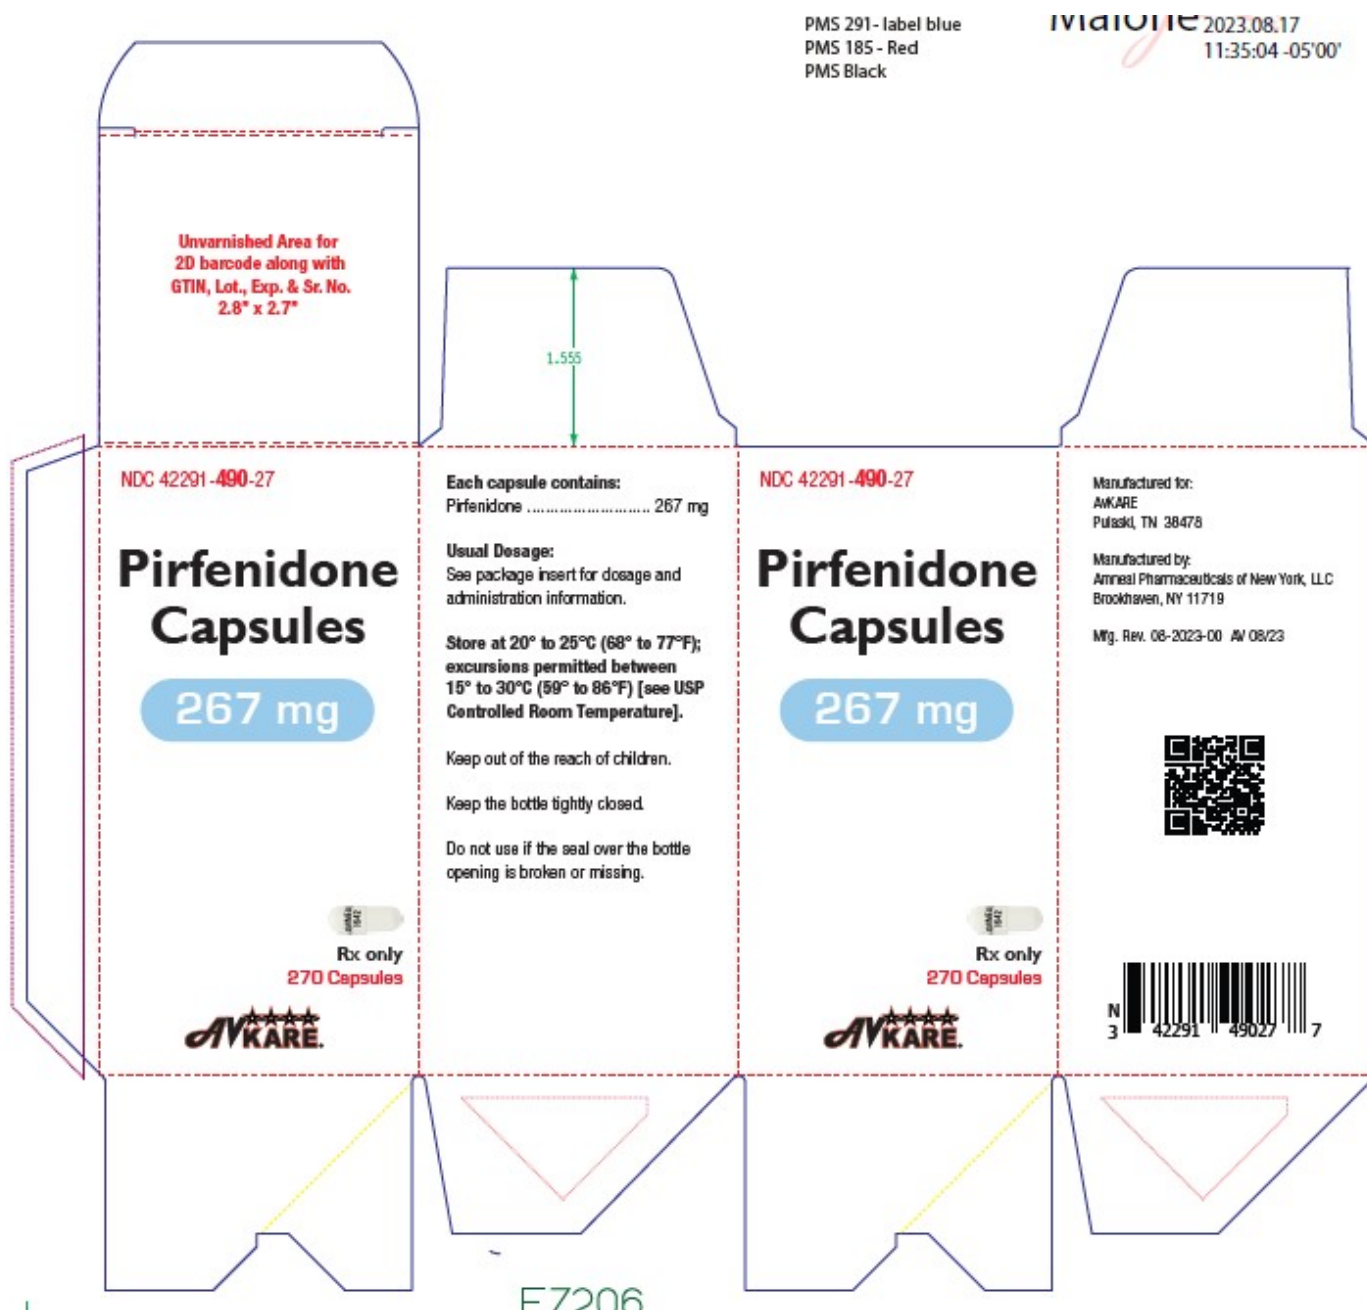 PMS 291- label blue
PMS 185 - Red
PMS Black
Malone
2023.08.17
11:35:04 -05'00'
Unvarnished Area for
2D barcode along with
GTIN, Lot., Exp. & Sr. No.
2.8" x 2.7"
1.555
NDC 42291-490-27
Pirfenidone
Capsules
267 mg
Rx only
270 Capsules
AVKARE
Each capsule contains:
Pirfenidone ........................... 267 mg
Usual Dosage:
See package insert for dosage and
administration information.
Store at 20° to 25°C (68° to 77°F);
excursions permitted between
15° to 30°C (59° to 86°F) [see USP
Controlled Room Temperature].
Keep out of the reach of children.
Keep the bottle tightly closed.
Do not use if the seal over the bottle
opening is broken or missing.
NDC 42291-490-27
Pirfenidone
Capsules
267 mg
Rx only
270 Capsules
AVKARE
Manufactured for:
AvKARE
Pulaski, TN 38478
Manufactured by:
Amneal Pharmaceuticals of New York, LLC
Brookhaven, NY 11719
Mfg. Rev. 08-2023-00 AV 08/23
N
3 42291 49027 7
F7206